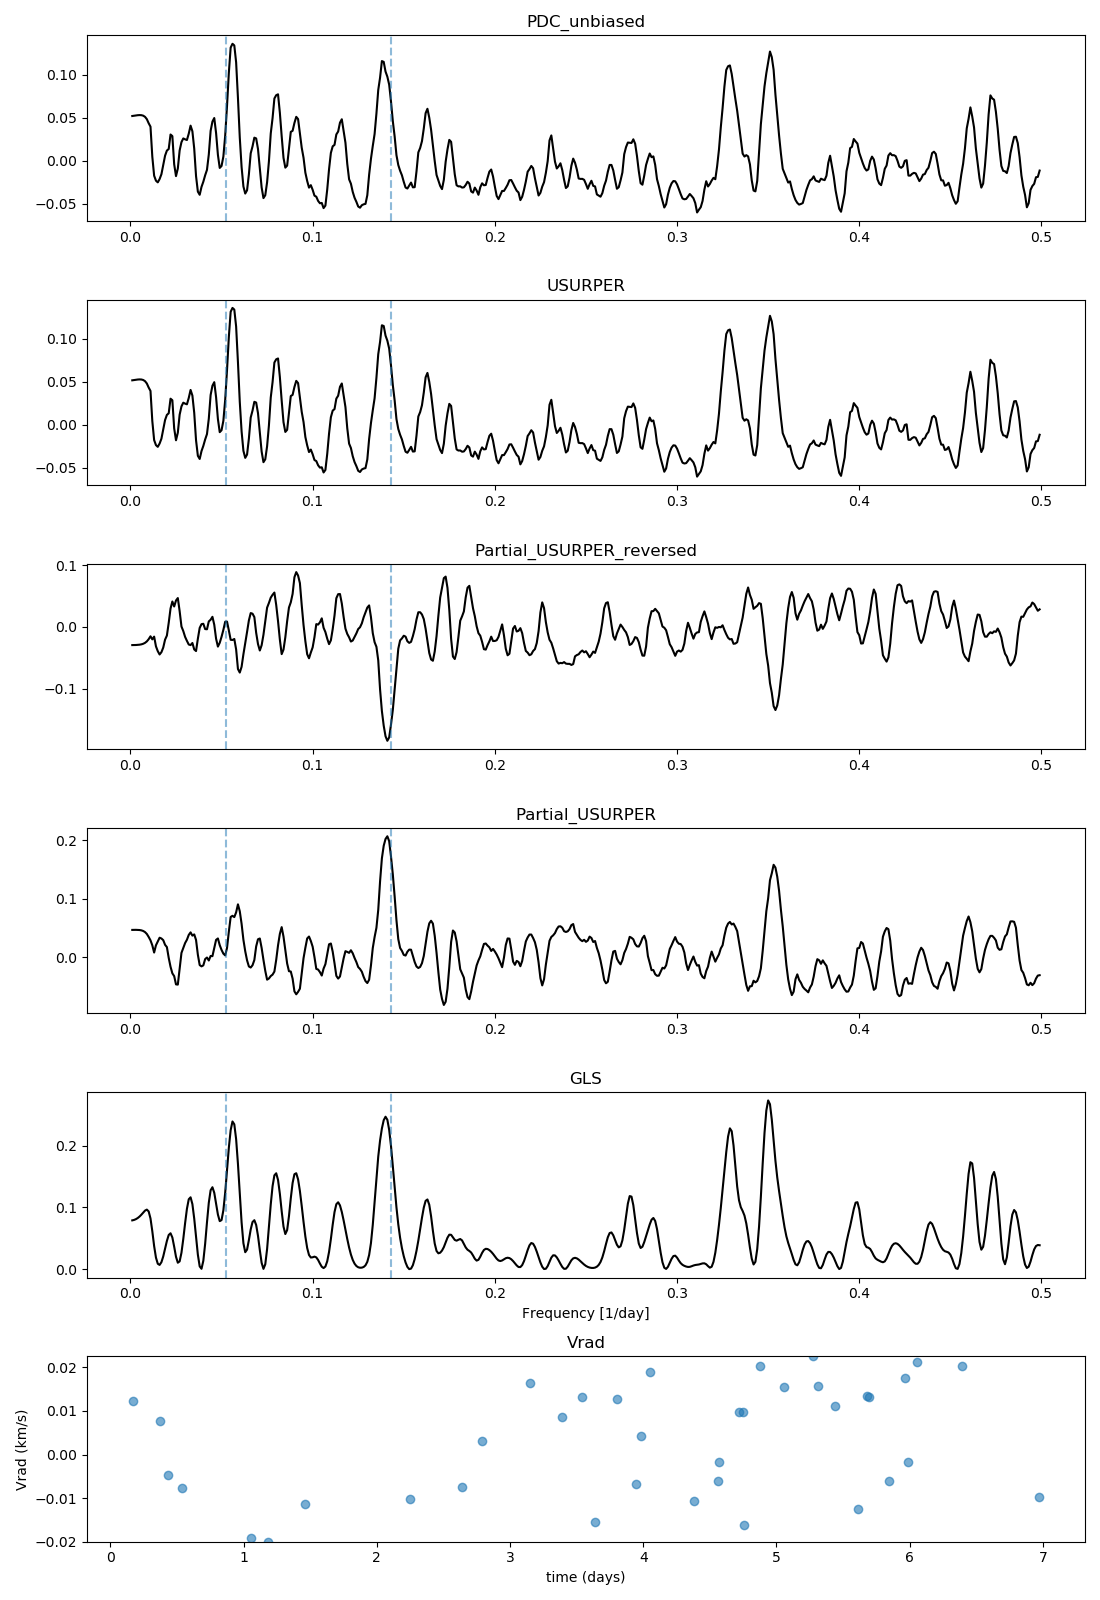 PDC_unbiased
0.10
0.05
0.00
−0.05
0.0 0.1 0.2 0.3 0.4 0.5
USURPER
0.10
0.05
0.00
−0.05
0.0 0.1 0.2 0.3 0.4 0.5
Partial_USURPER_reversed
0.1
0.0
−0.1
0.0 0.1 0.2 0.3 0.4 0.5
Partial_USURPER
0.2
0.1
0.0
0.0 0.1 0.2 0.3 0.4 0.5
GLS
0.2
0.1
0.0
0.0 0.1 0.2 0.3 0.4 0.5
Frequency [1/day]
Vrad
Vrad (km/s)
0.02
0.01
0.00
−0.01
−0.02
0 1 2 3 4 5 6 7
time (days)